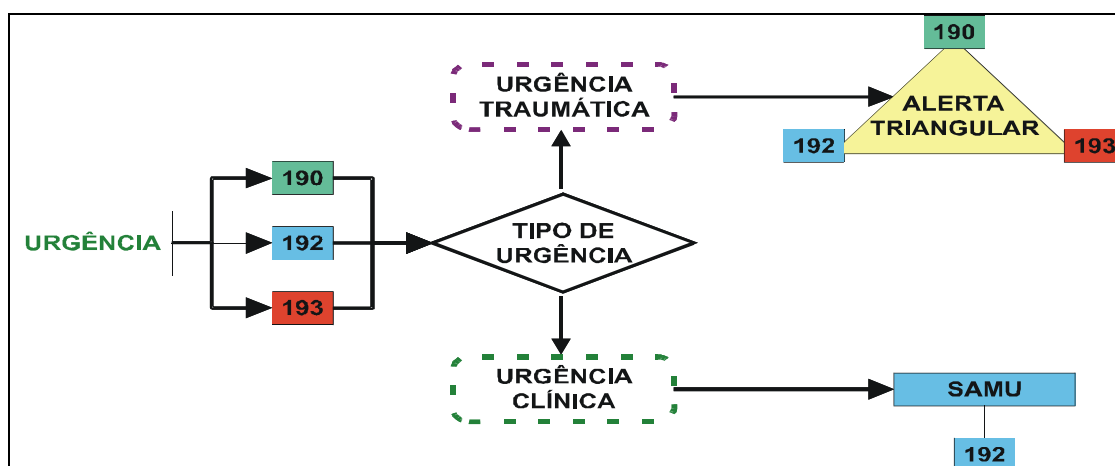 190
URGÊNCIA
TRAUMÁTICA
ALERTA
TRIANGULAR
192
193
190
URGÊNCIA
192
193
TIPO DE
URGÊNCIA
URGÊNCIA
CLÍNICA
SAMU
192